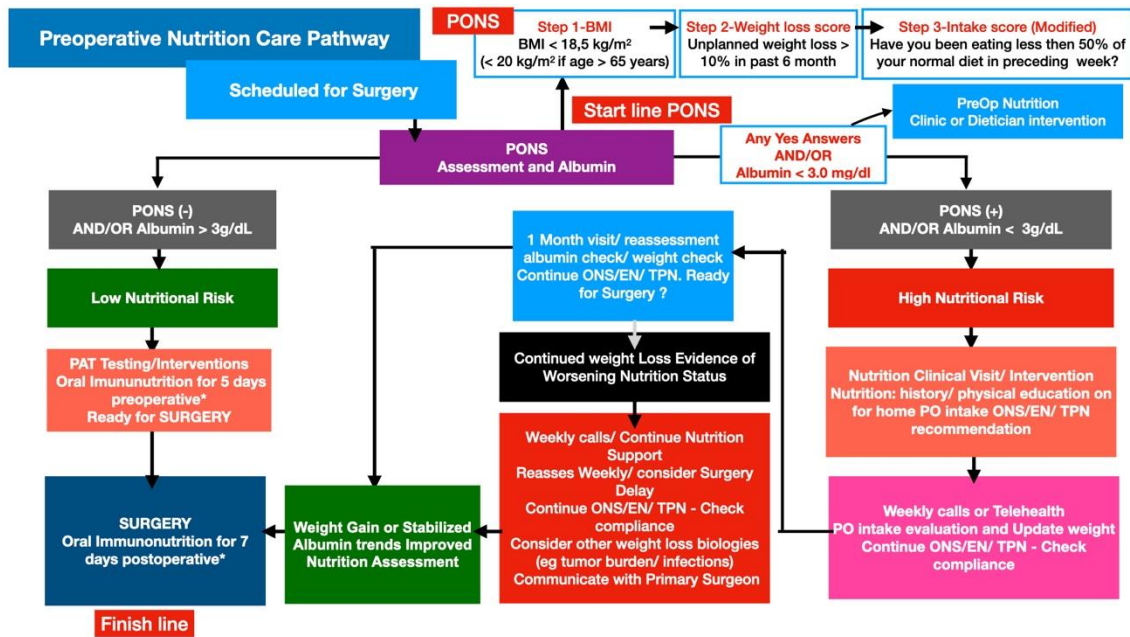 Preoperative Nutrition Care Pathway
PONS
Step 1-BMI
BMI < 18,5 kg/m²
(< 20 kg/m² if age > 65 years)
Step 2-Weight loss score
Unplanned weight loss >
10% in past 6 month
Step 3-Intake score (Modified)
Have you been eating less then 50% of
your normal diet in preceding week?
Scheduled for Surgery
Start line PONS
PreOp Nutrition
Clinic or Dietician intervention
PONS
Assessment and Albumin
Any Yes Answers
AND/OR
Albumin < 3.0 mg/dl
PONS (-)
AND/OR Albumin > 3g/dL
1 Month visit/ reassessment
albumin check/ weight check
Continue ONS/EN/ TPN. Ready
for Surgery ?
PONS (+)
AND/OR Albumin < 3g/dL
Low Nutritional Risk
High Nutritional Risk
PAT Testing/Interventions
Oral Imununutrition for 5 days
preoperative*
Ready for SURGERY
Continued weight Loss Evidence of
Worsening Nutrition Status
Nutrition Clinical Visit/ Intervention
Nutrition: history/ physical education on
for home PO intake ONS/EN/ TPN
recommendation
SURGERY
Oral Immunonutrition for 7
days postoperative*
Weight Gain or Stabilized
Albumin trends Improved
Nutrition Assessment
Weekly calls/ Continue Nutrition
Support
Reasses Weekly/ consider Surgery
Delay
Continue ONS/EN/ TPN - Check
compliance
Consider other weight loss biologies
(eg tumor burden/ infections)
Communicate with Primary Surgeon
Weekly calls or Telehealth
PO intake evaluation and Update weight
Continue ONS/EN/ TPN - Check
compliance
Finish line